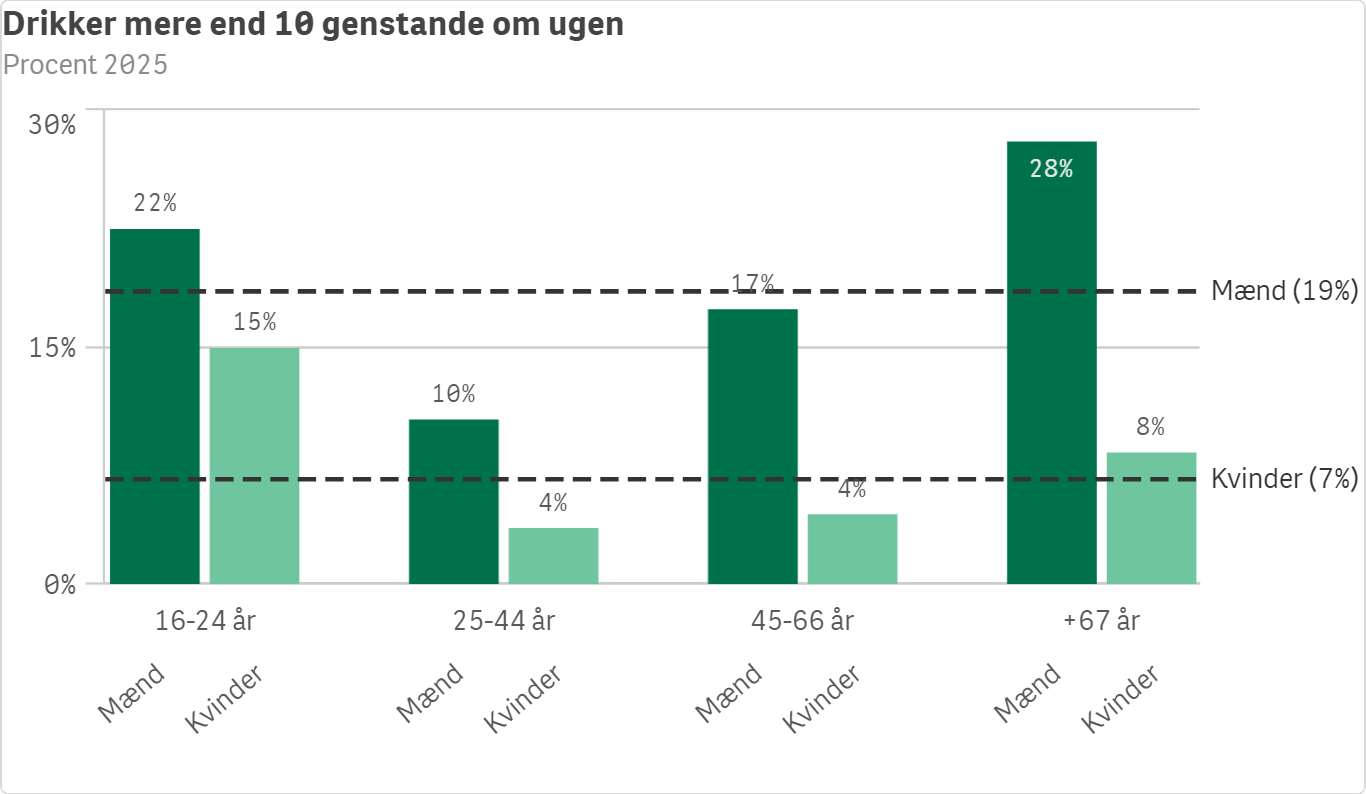 Drikker mere end 10 genstande om ugen
Procent 2025
30%
15%
0%
22%
15%
10%
4%
17%
4%
28%
8%
Mænd (19%)
Kvinder (7%)
16-24 år
25-44 år
45-66 år
+67 år
Mænd
Kvinder
Mænd
Kvinder
Mænd
Kvinder
Mænd
Kvinder